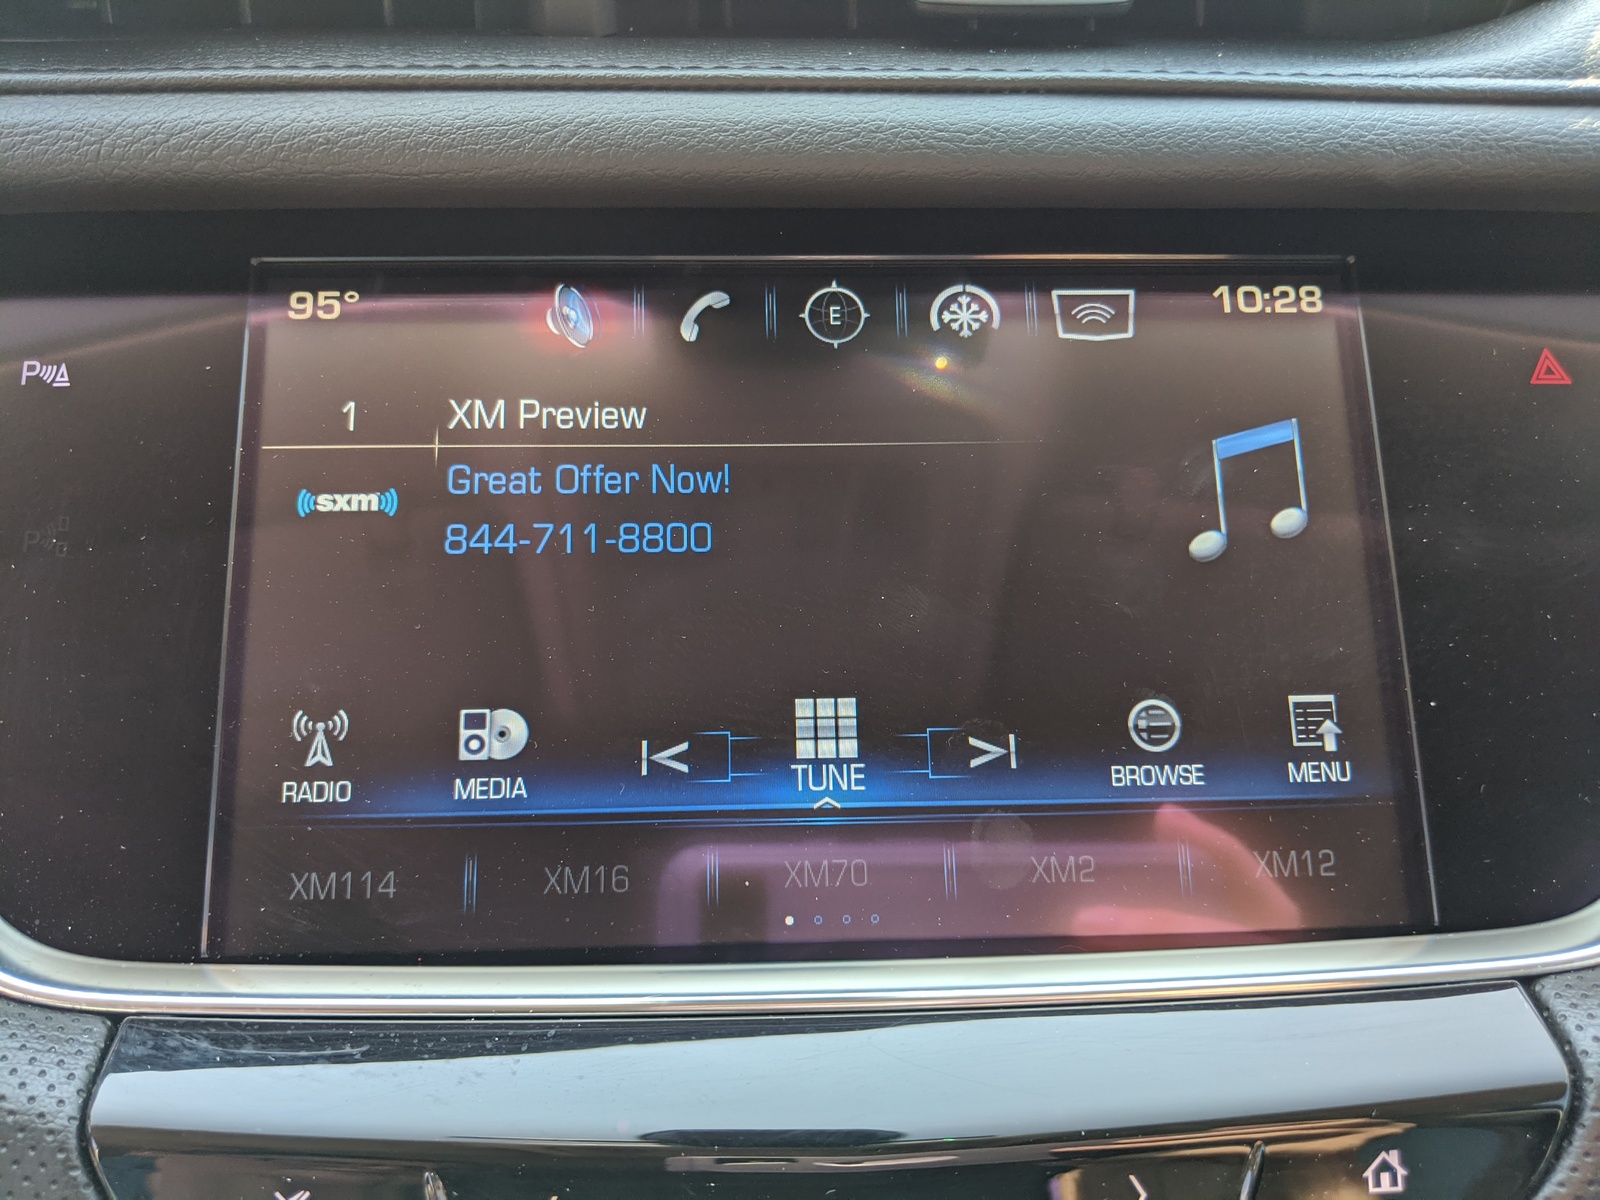 95°
E
10:28
P
1
XM Preview
((sxm))
Great Offer Now!
844-711-8800
P
RADIO
MEDIA
TUNE
BROWSE
MENU
XM114
XM16
XM70
XM2
XM12